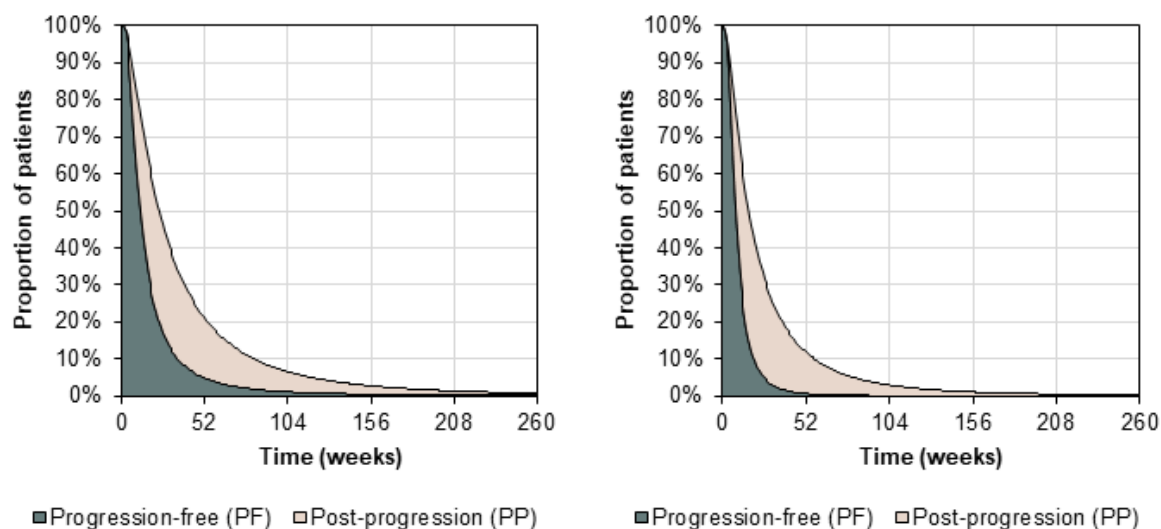 100%
90%
80%
70%
60%
50%
40%
30%
20%
10%
0%
Proportion of patients
0 52 104 156 208 260
Time (weeks)
Progression-free (PF) Post-progression (PP)
100%
90%
80%
70%
60%
50%
40%
30%
20%
10%
0%
Proportion of patients
0 52 104 156 208 260
Time (weeks)
Progression-free (PF) Post-progression (PP)